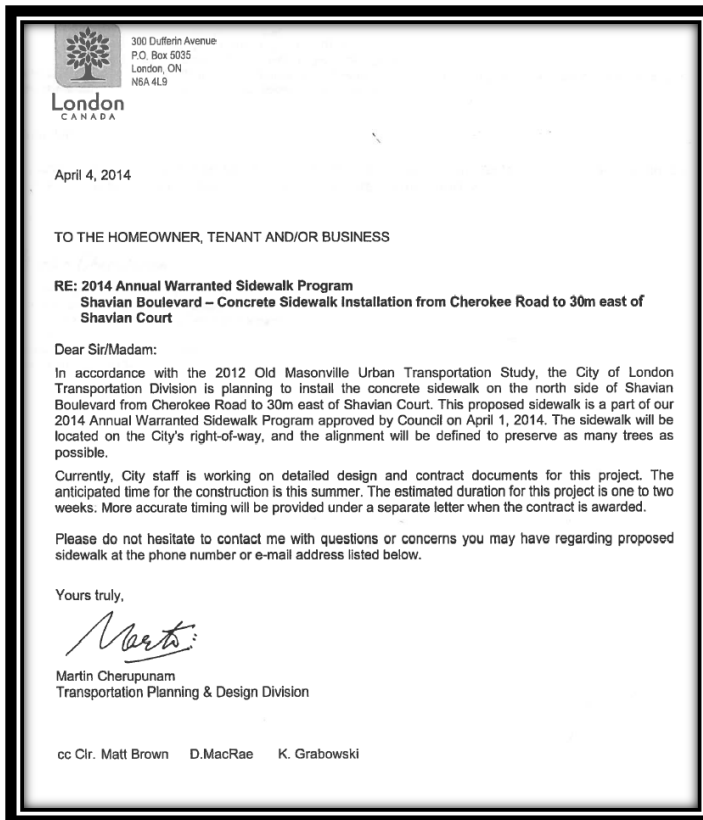 300 Dufferin Avenue
P.O. Box 5035
London, ON
N6A 4L9
London
CANADA
April 4, 2014
TO THE HOMEOWNER, TENANT AND/OR BUSINESS
RE: 2014 Annual Warranted Sidewalk Program
Shavian Boulevard – Concrete Sidewalk Installation from Cherokee Road to 30m east of
Shavian Court
Dear Sir/Madam:
In accordance with the 2012 Old Masonville Urban Transportation Study, the City of London
Transportation Division is planning to install the concrete sidewalk on the north side of Shavian
Boulevard from Cherokee Road to 30m east of Shavian Court. This proposed sidewalk is a part of our
2014 Annual Warranted Sidewalk Program approved by Council on April 1, 2014. The sidewalk will be
located on the City's right-of-way, and the alignment will be defined to preserve as many trees as
possible.
Currently, City staff is working on detailed design and contract documents for this project. The
anticipated time for the construction is this summer. The estimated duration for this project is one to two
weeks. More accurate timing will be provided under a separate letter when the contract is awarded.
Please do not hesitate to contact me with questions or concerns you may have regarding proposed
sidewalk at the phone number or e-mail address listed below.
Yours truly,
Martin Cherupunam
Transportation Planning & Design Division
cc Clr. Matt Brown D.MacRae K. Grabowski